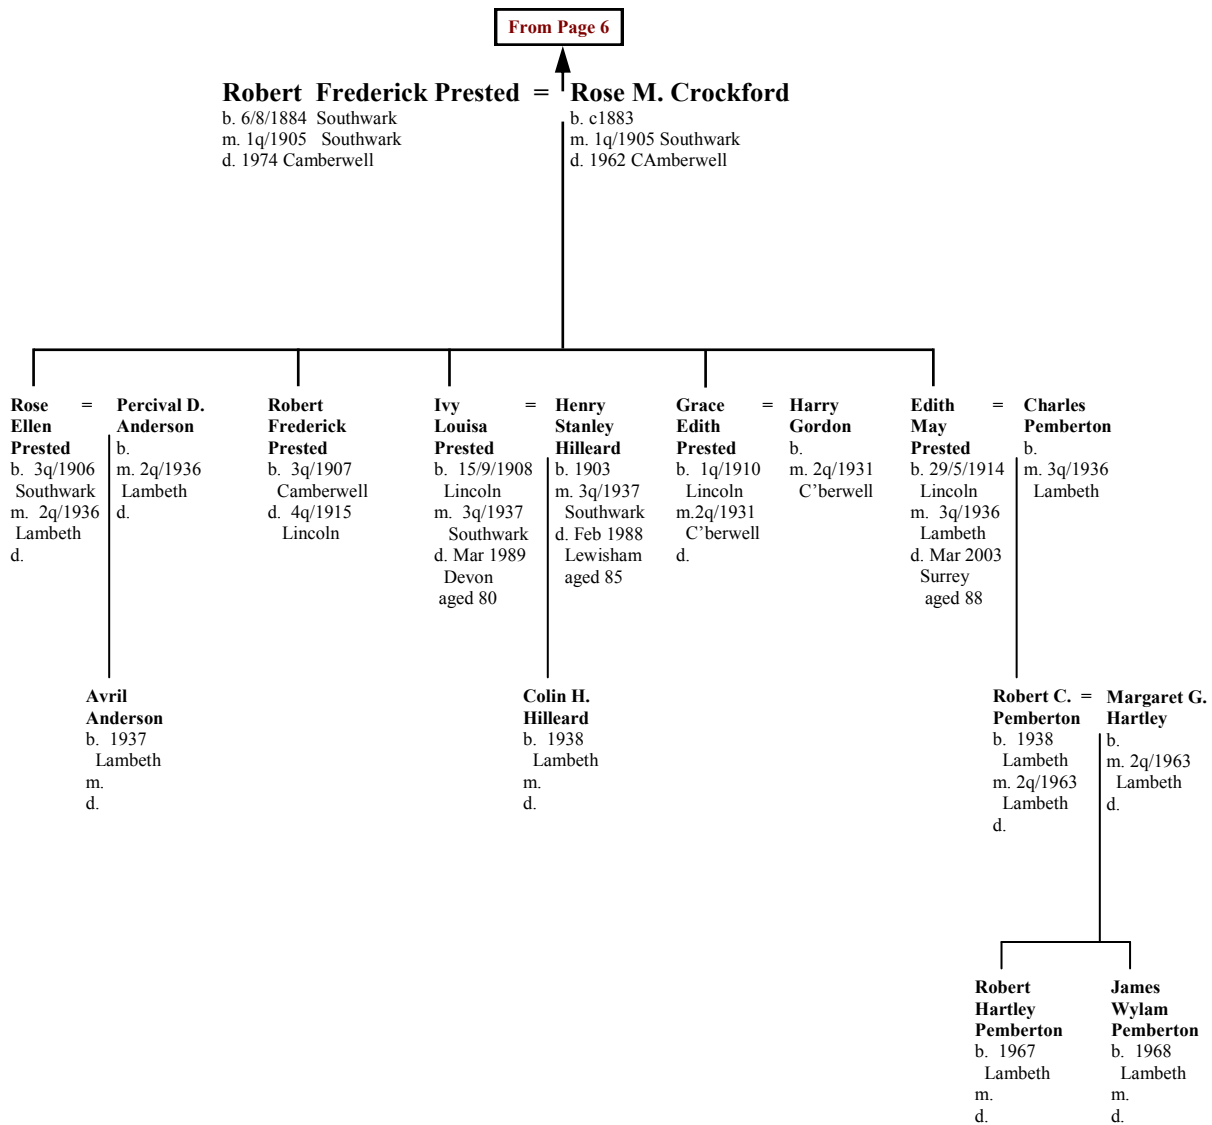 From Page 6
Robert Frederick Prested = Rose M. Crockford
b. 6/8/1884 Southwark
m. 1q/1905 Southwark
d. 1974 Camberwell
b. c1883
m. 1q/1905 Southwark
d. 1962 CAmberwell
Rose =
Ellen
Prested
b. 3q/1906
Southwark
m. 2q/1936
Lambeth
d.
Percival D.
Anderson
b.
m. 2q/1936
Lambeth
d.
Robert
Frederick
Prested
b. 3q/1907
Camberwell
d. 4q/1915
Lincoln
Ivy =
Louisa
Prested
b. 15/9/1908
Lincoln
m. 3q/1937
Southwark
d. Mar 1989
Devon
aged 80
Henry
Stanley
Hilleard
b. 1903
m. 3q/1937
Southwark
d. Feb 1988
Lewisham
aged 85
Grace =
Edith
Prested
b. 1q/1910
Lincoln
m.2q/1931
C'berwell
d.
Harry
Gordon
b.
m. 2q/1931
C'berwell
Edith =
May
Prested
b. 29/5/1914
Lincoln
m. 3q/1936
Lambeth
d. Mar 2003
Surrey
aged 88
Charles
Pemberton
b.
m. 3q/1936
Lambeth
Avril
Anderson
b. 1937
Lambeth
m.
d.
Colin H.
Hilleard
b. 1938
Lambeth
m.
d.
Robert C. =
Pemberton
b. 1938
Lambeth
m. 2q/1963
Lambeth
d.
Margaret G.
Hartley
b.
m. 2q/1963
Lambeth
d.
Robert
Hartley
Pemberton
b. 1967
Lambeth
m.
d.
James
Wylam
Pemberton
b. 1968
Lambeth
m.
d.